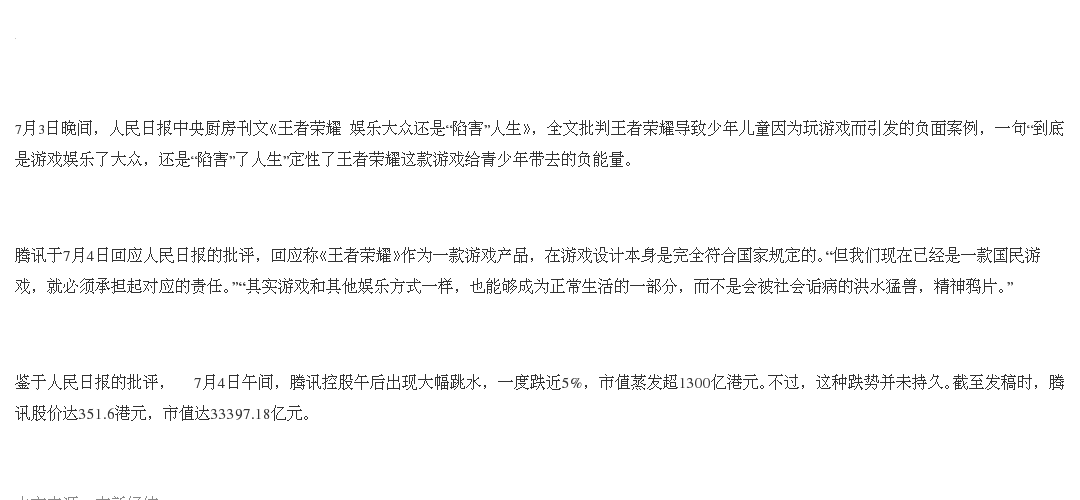 7月3日晚间，人民日报中央厨房刊文《王者荣耀 娱乐大众还是“陷害”人生》，全文批判王者荣耀导致少年儿童因为玩游戏而引发的负面案例，一句“到底
是游戏娱乐了大众，还是“陷害”了人生”定性了王者荣耀这款游戏给青少年带去的负能量。
腾讯于7月4日回应人民日报的批评，回应称《王者荣耀》作为一款游戏产品，在游戏设计本身是完全符合国家规定的。“但我们现在已经是一款国民游
戏，就必须承担起对应的责任。”“其实游戏和其他娱乐方式一样，也能够成为正常生活的一部分，而不是会被社会诟病的洪水猛兽，精神鸦片。”
鉴于人民日报的批评， 7月4日午间，腾讯控股午后出现大幅跳水，一度跌近5%，市值蒸发超1300亿港元。不过，这种跌势并未持久。截至发稿时，腾
讯股价达351.6港元，市值达33397.18亿元。